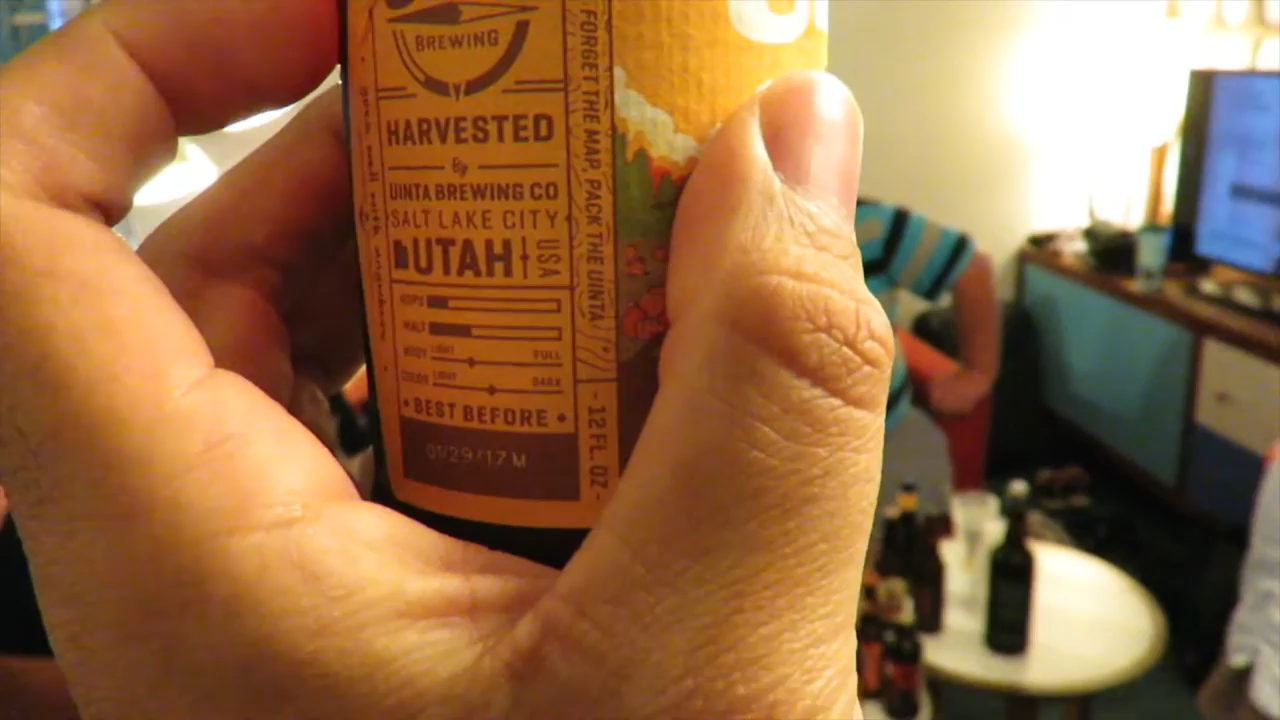 BREWING
HARVESTED
By
UINTA BREWING CO
SALT LAKE CITY
UTAH USA
HOPS
MALT
BODY LIGHT FULL
COLOR LIGHT DARK
• BEST BEFORE •
01/29/17 M
FORGET THE MAP, PACK THE UINTA
- 12 FL. OZ -